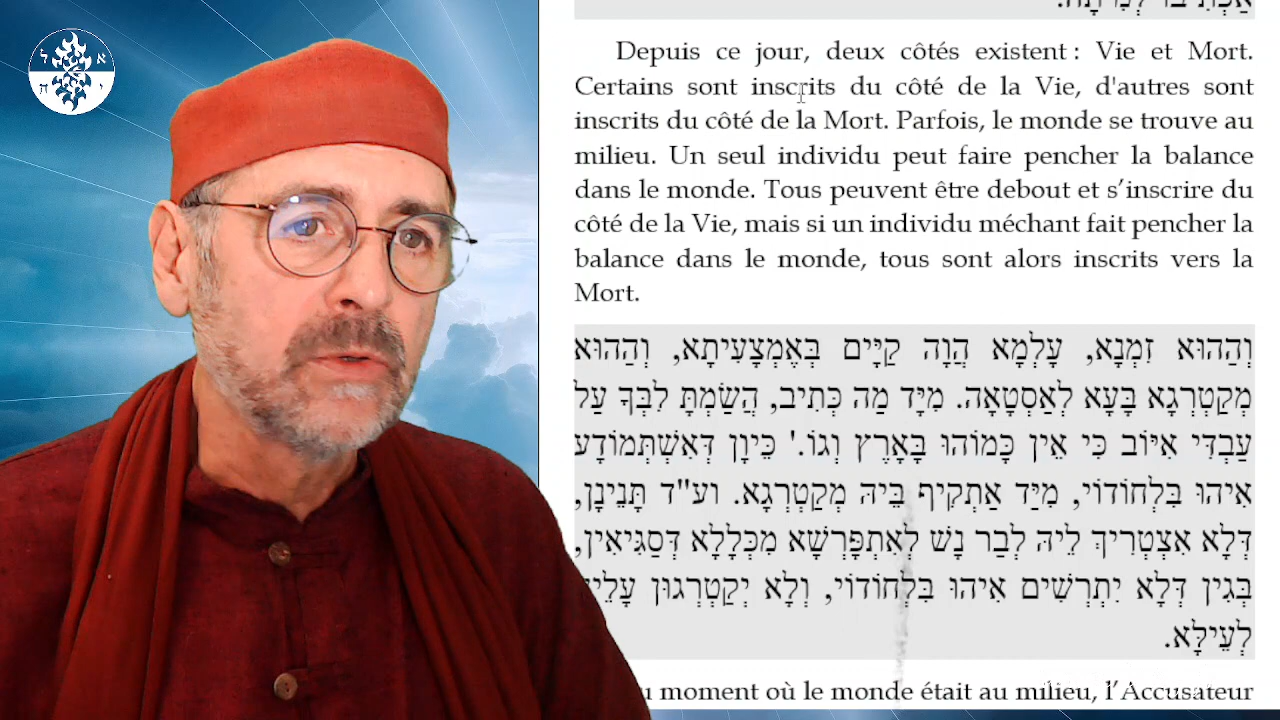 Depuis ce jour, deux côtés existent : Vie et Mort.
Certains sont inscrits du côté de la Vie, d'autres sont
inscrits du côté de la Mort. Parfois, le monde se trouve au
milieu. Un seul individu peut faire pencher la balance
dans le monde. Tous peuvent être debout et s’inscrire du
côté de la Vie, mais si un individu méchant fait pencher la
balance dans le monde, tous sont alors inscrits vers la
Mort.
וְהַהוּא זִמְנָא, עָלְמָא הֲוָה קַיָּים בְּאֶמְצָעִיתָא, וְהַהוּא
מְקַטְרְגָא בָּעָא לְאַסְטָאָה. מִיָּד מַה כְּתִיב, הֲשַׂמְתָּ לִבְּךָ עַל
עַבְדִּי אִיּוֹב כִּי אֵין כָּמוֹהוּ בָּאָרֶץ וְגוֹ'. כֵּיוָן דְּאִשְׁתְּמוֹדָע
אִיהוּ בִּלְחוֹדוֹי, מִיַּד אַתְקִיף בֵּיהּ מְקַטְרְגָא. וע"ד תָּנֵינָן,
דְּלָא אִצְטְרִיךְ לֵיהּ לְבַר נָשׁ לְאִתְפָּרְשָׁא מִכְּלָלָא דְּסַגִּיאִין,
בְּגִין דְּלָא יִתְרְשִׁים אִיהוּ בִּלְחוֹדוֹי, וְלָא יְקַטְרְגוּן
לְעֵילָּא.
moment où le monde était au milieu, l’Accusateur